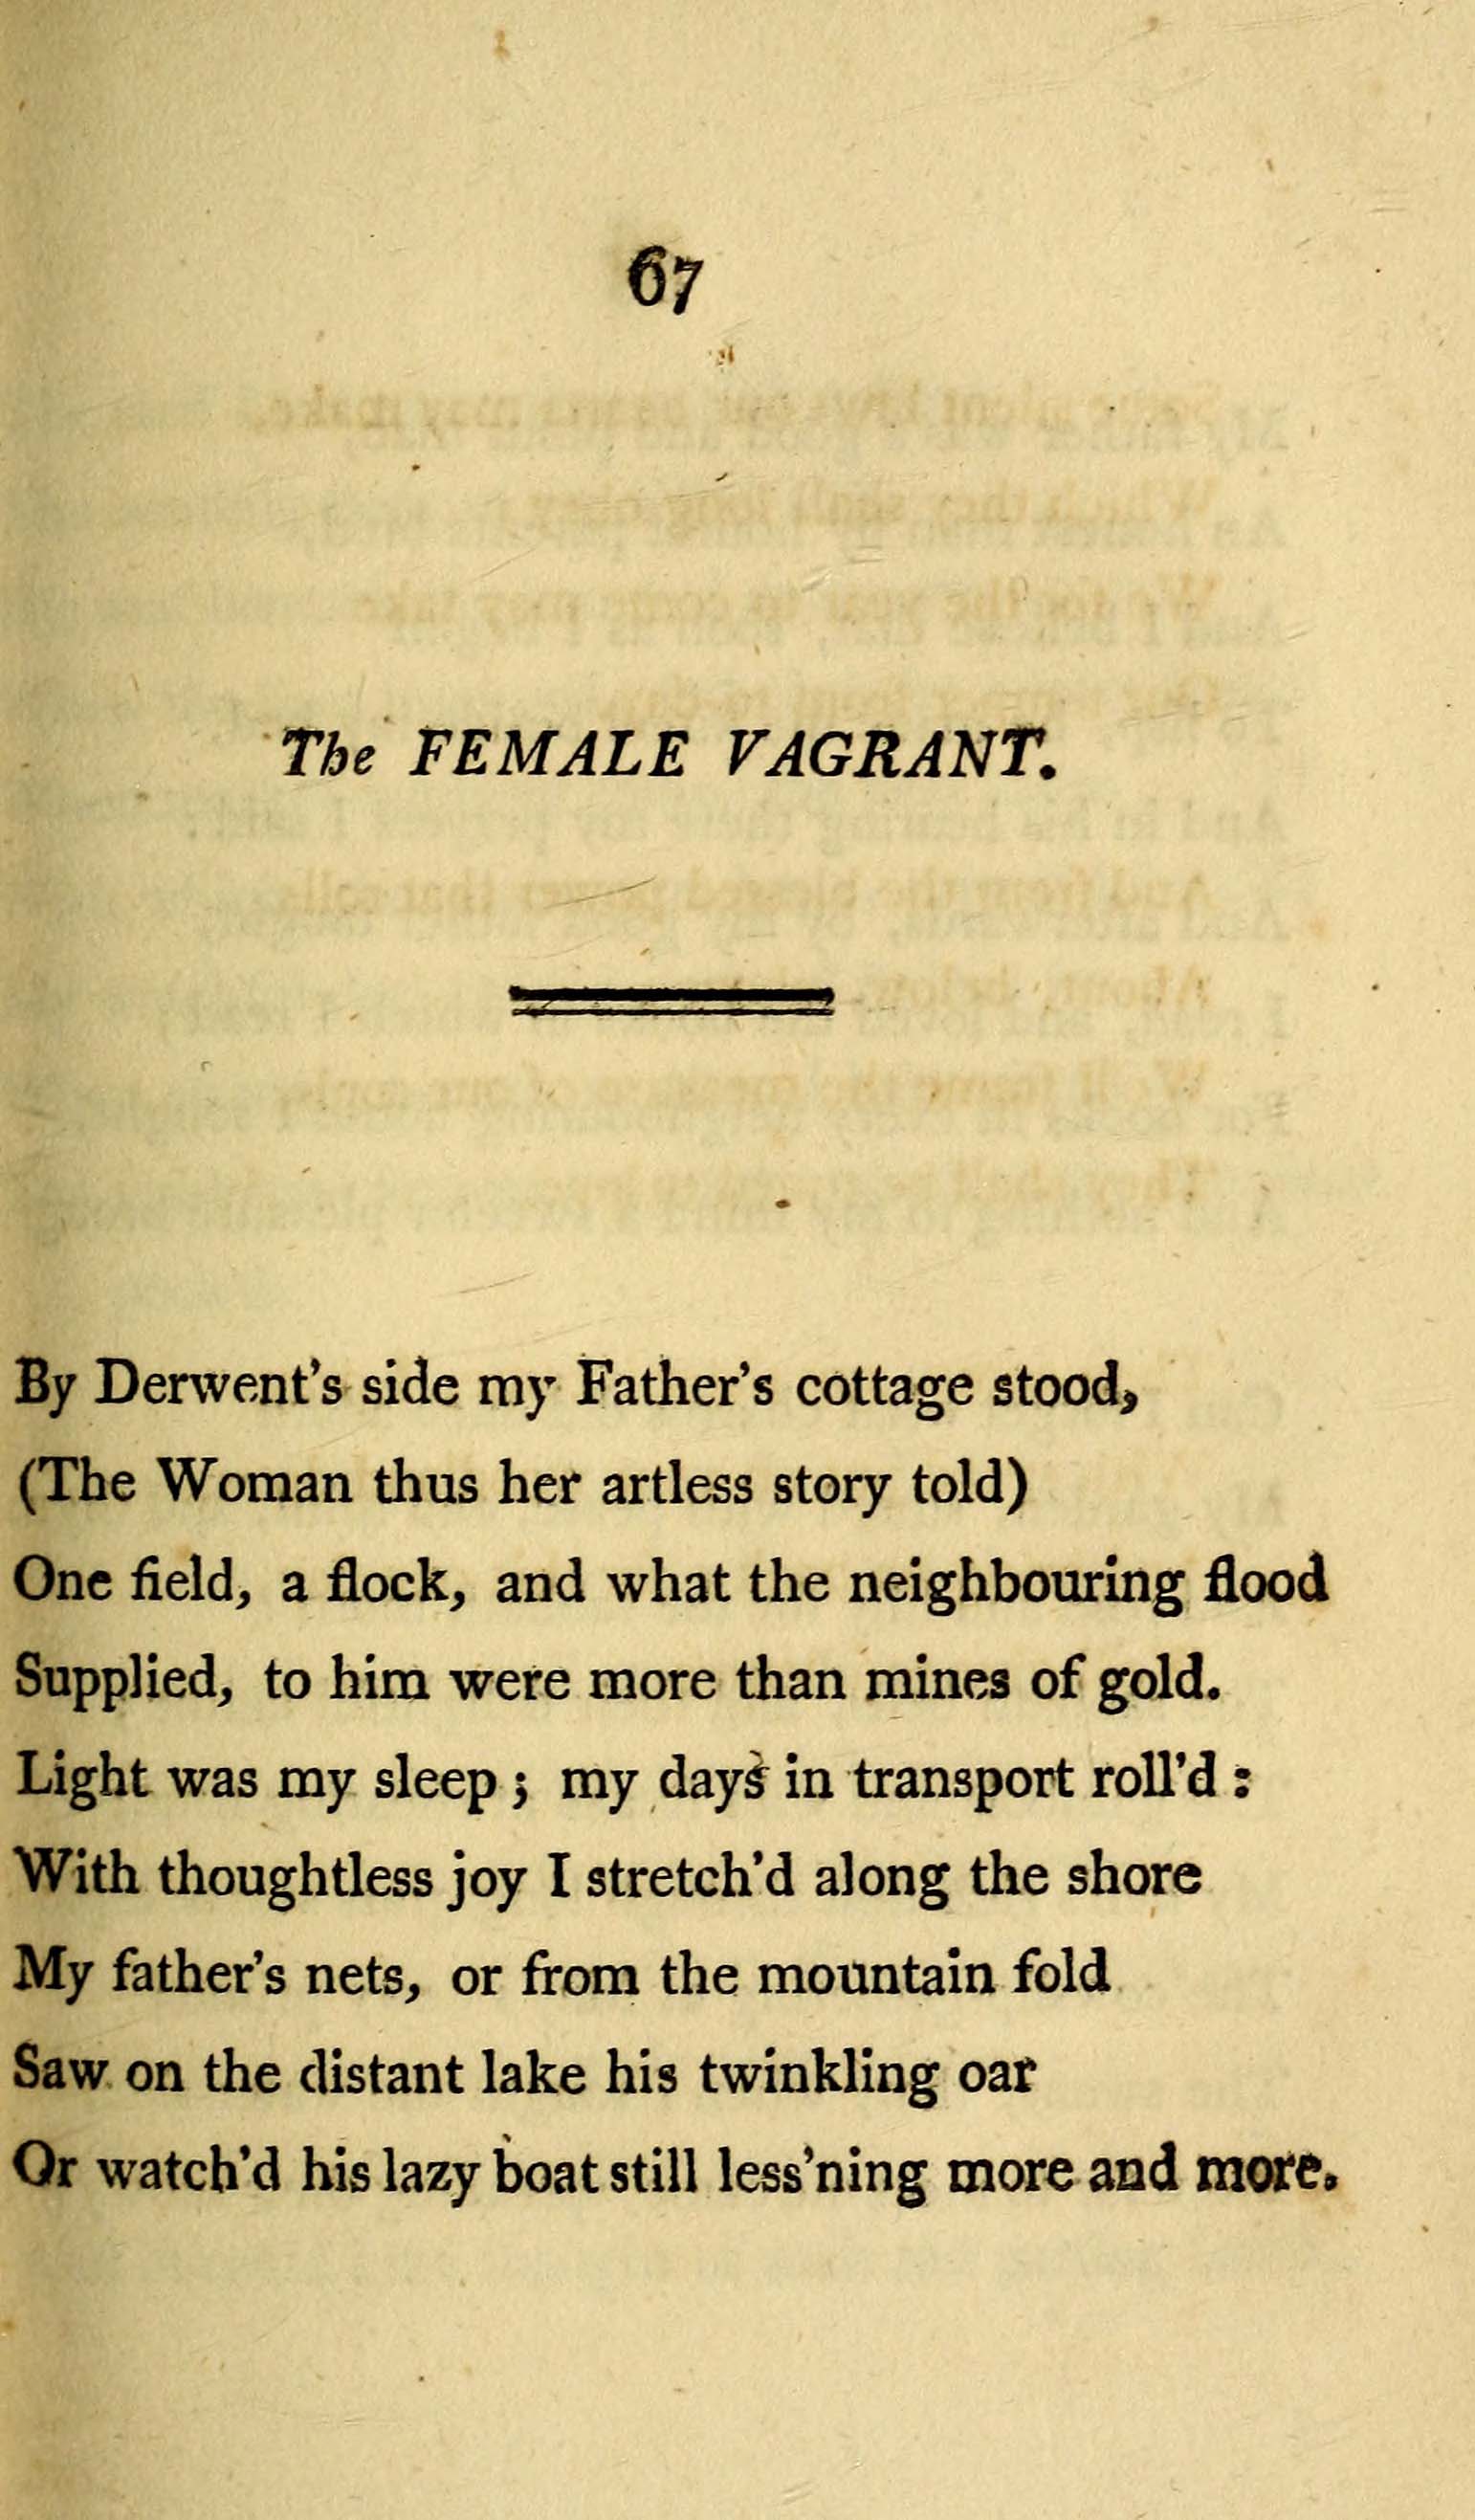 67
The FEMALE VAGRANT.
By Derwent's side my Father's cottage stood,
(The Woman thus her artless story told)
One field, a flock, and what the neighbouring flood
Supplied, to him were more than mines of gold.
Light was my sleep; my days in transport roll'd:
With thoughtless joy I stretch'd along the shore
My father's nets, or from the mountain fold
Saw on the distant lake his twinkling oar
Or watch'd his lazy boat still less'ning more and more.